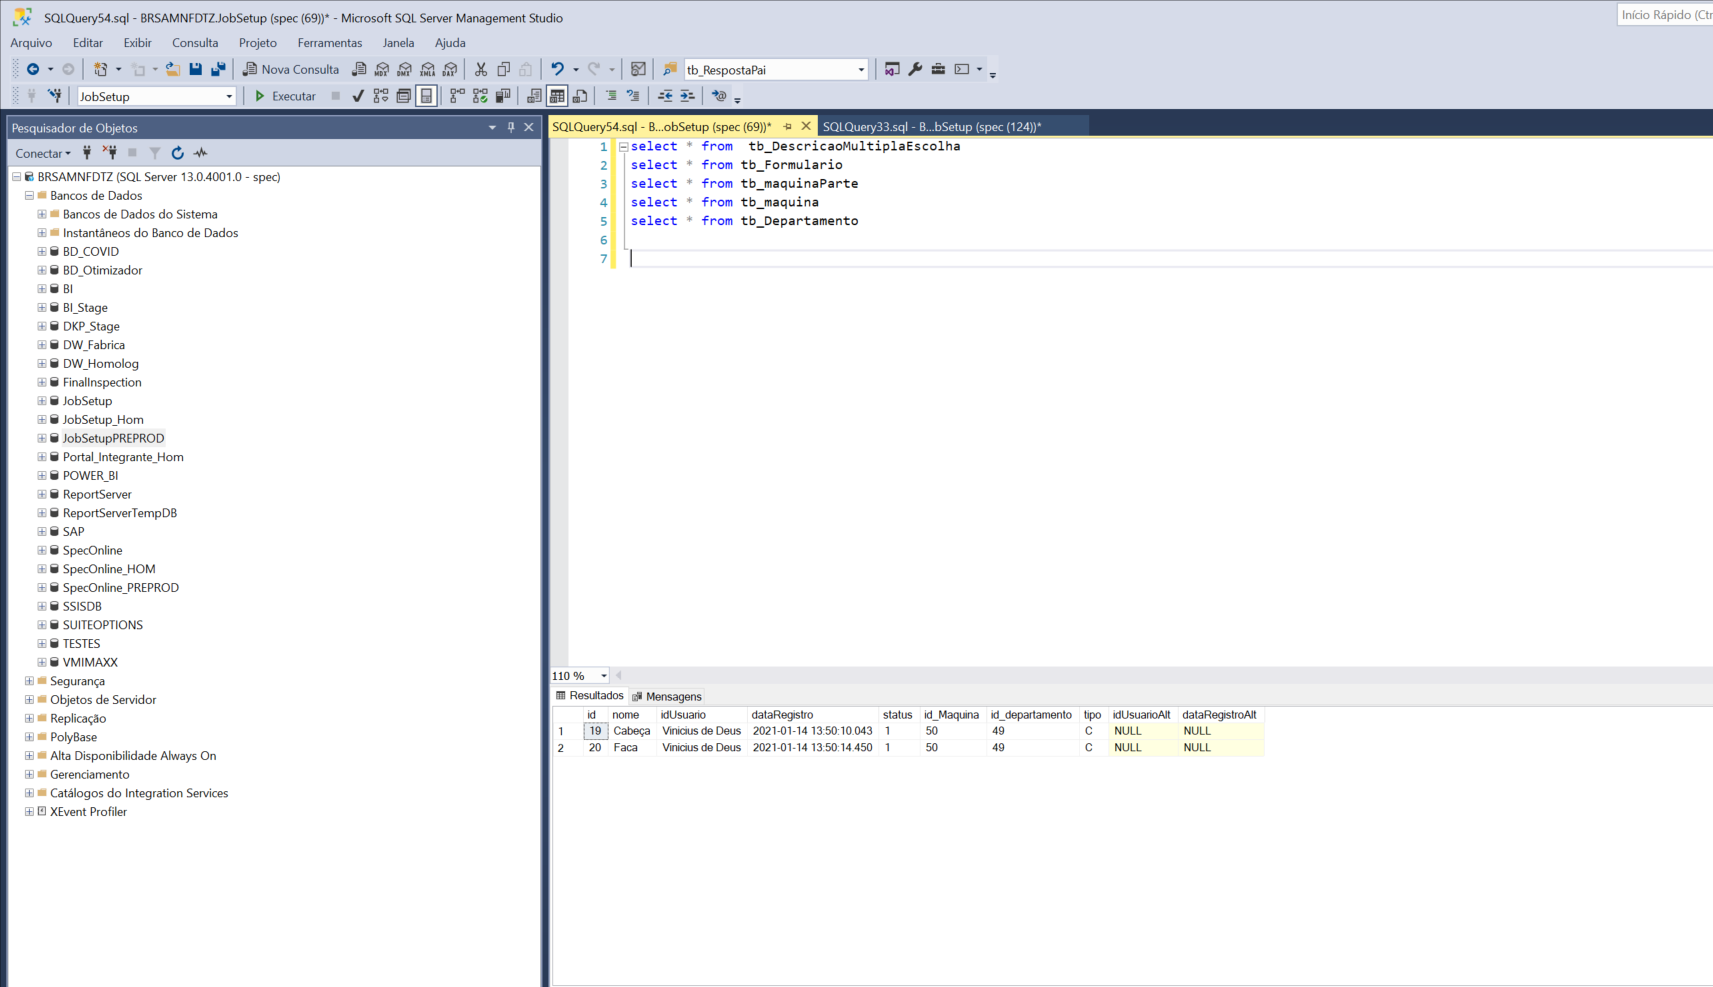 SQLQuery54.sql - BRSAMNFDTZ.JobSetup (spec (69))* - Microsoft SQL Server Management Studio
Início Rápido (Ctr
Arquivo Editar Exibir Consulta Projeto Ferramentas Janela Ajuda
Nova Consulta MDX DMX XMLA DAX tb_RespostaPai
JobSetup Executar
Pesquisador de Objetos
Conectar
BRSAMNFDTZ (SQL Server 13.0.4001.0 - spec)
Bancos de Dados
Bancos de Dados do Sistema
Instantâneos do Banco de Dados
BD_COVID
BD_Otimizador
BI
BI_Stage
DKP_Stage
DW_Fabrica
DW_Homolog
FinalInspection
JobSetup
JobSetup_Hom
JobSetupPREPROD
Portal_Integrante_Hom
POWER_BI
ReportServer
ReportServerTempDB
SAP
SpecOnline
SpecOnline_HOM
SpecOnline_PREPROD
SSISDB
SUITEOPTIONS
TESTES
VMIMAXX
Segurança
Objetos de Servidor
Replicação
PolyBase
Alta Disponibilidade Always On
Gerenciamento
Catálogos do Integration Services
XEvent Profiler
SQLQuery54.sql - B...obSetup (spec (69))* SQLQuery33.sql - B...bSetup (spec (124))*
1 select * from  tb_DescricaoMultiplaEscolha
2 select * from tb_Formulario
3 select * from tb_maquinaParte
4 select * from tb_maquina
5 select * from tb_Departamento
6
7
110 %
Resultados Mensagens
id nome idUsuario dataRegistro status id_Maquina id_departamento tipo idUsuarioAlt dataRegistroAlt
1 19 Cabeça Vinicius de Deus 2021-01-14 13:50:10.043 1 50 49 C NULL NULL
2 20 Faca Vinicius de Deus 2021-01-14 13:50:14.450 1 50 49 C NULL NULL